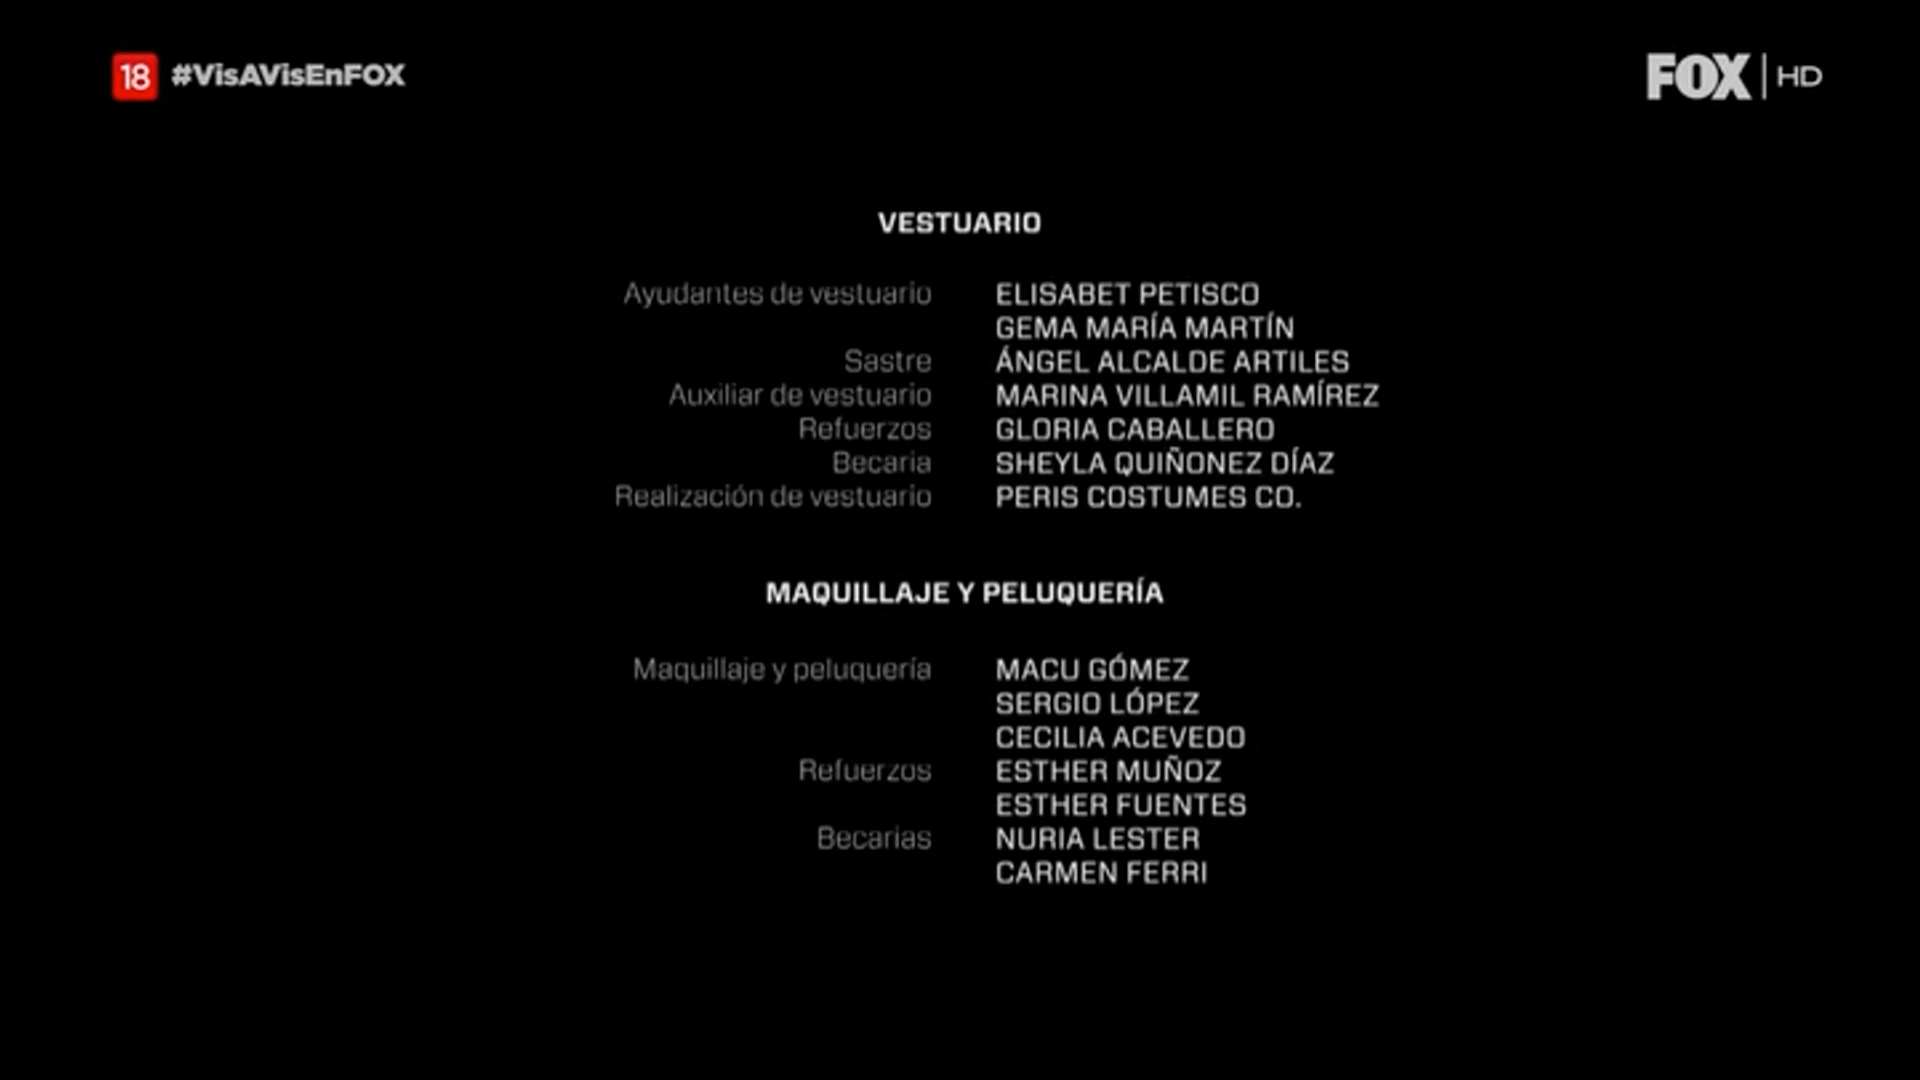 18 #VisAVisEnFOX
FOX | HD
VESTUARIO
Ayudantes de vestuario ELISABET PETISCO
GEMA MARÍA MARTÍN
Sastre ÁNGEL ALCALDE ARTILES
Auxiliar de vestuario MARINA VILLAMIL RAMÍREZ
Refuerzos GLORIA CABALLERO
Becaria SHEYLA QUIÑONEZ DÍAZ
Realización de vestuario PERIS COSTUMES CO.
MAQUILLAJE Y PELUQUERÍA
Maquillaje y peluquería MACU GÓMEZ
SERGIO LÓPEZ
CECILIA ACEVEDO
Refuerzos ESTHER MUÑOZ
ESTHER FUENTES
Becarias NURIA LESTER
CARMEN FERRI